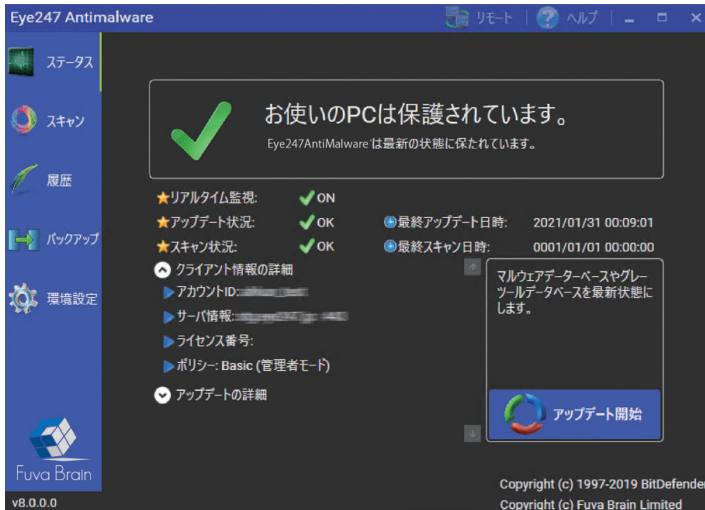 Eye247 Antimalware
リモート | ヘルプ |
ステータス
スキャン
履歴
バックアップ
環境設定
お使いのPCは保護されています。
Eye247AntiMalware'は最新の状態に保たれています。
リアルタイム監視: ON
アップデート状況: OK 最終アップデート日時: 2021/01/31 00:09:01
スキャン状況: OK 最終スキャン日時: 0001/01/01 00:00:00
クライアント情報の詳細
アカウントID:
サーバ情報:
ライセンス番号:
ポリシー: Basic (管理者モード)
アップデートの詳細
マルウェアデーターベースやグレー
ツールデータベースを最新状態に
します。
アップデート開始
Fuva Brain
v8.0.0.0
Copyright (c) 1997-2019 BitDefender
Copyright (c) Fuva Brain Limited